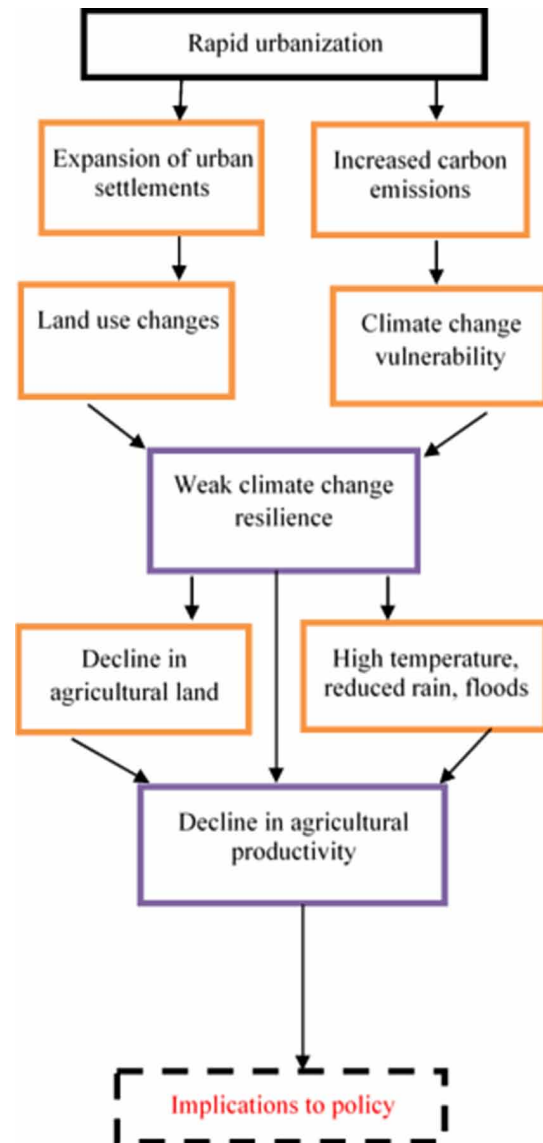 Rapid urbanization
Expansion of urban
settlements
Increased carbon
emissions
Land use changes
Climate change
vulnerability
Weak climate change
resilience
Decline in
agricultural land
High temperature,
reduced rain, floods
Decline in agricultural
productivity
Implications to policy